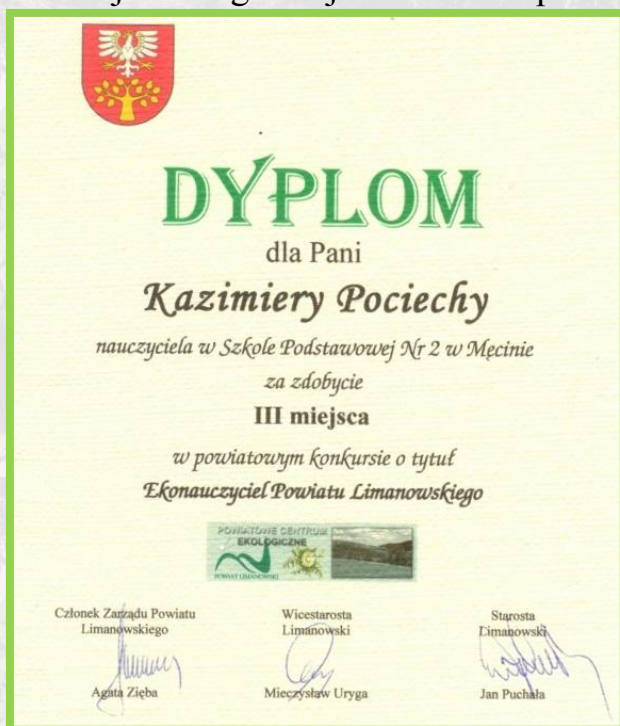 DYPLOM
dla Pani
Kazimiery Pociechy
nauczyciela w Szkole Podstawowej Nr 2 w Męcinie
za zdobycie
III miejsca
w powiatowym konkursie o tytuł
Ekonauczyciel Powiatu Limanowskiego
POWIATOWE CENTRUM
EKOLOGICZNE
POWIAT LIMANOWSKI
Członek Zarządu Powiatu
Limanowskiego
Agata Zięba
Wicestarosta
Limanowski
Mieczysław Uryga
Starosta
Limanowski
Jan Puchała